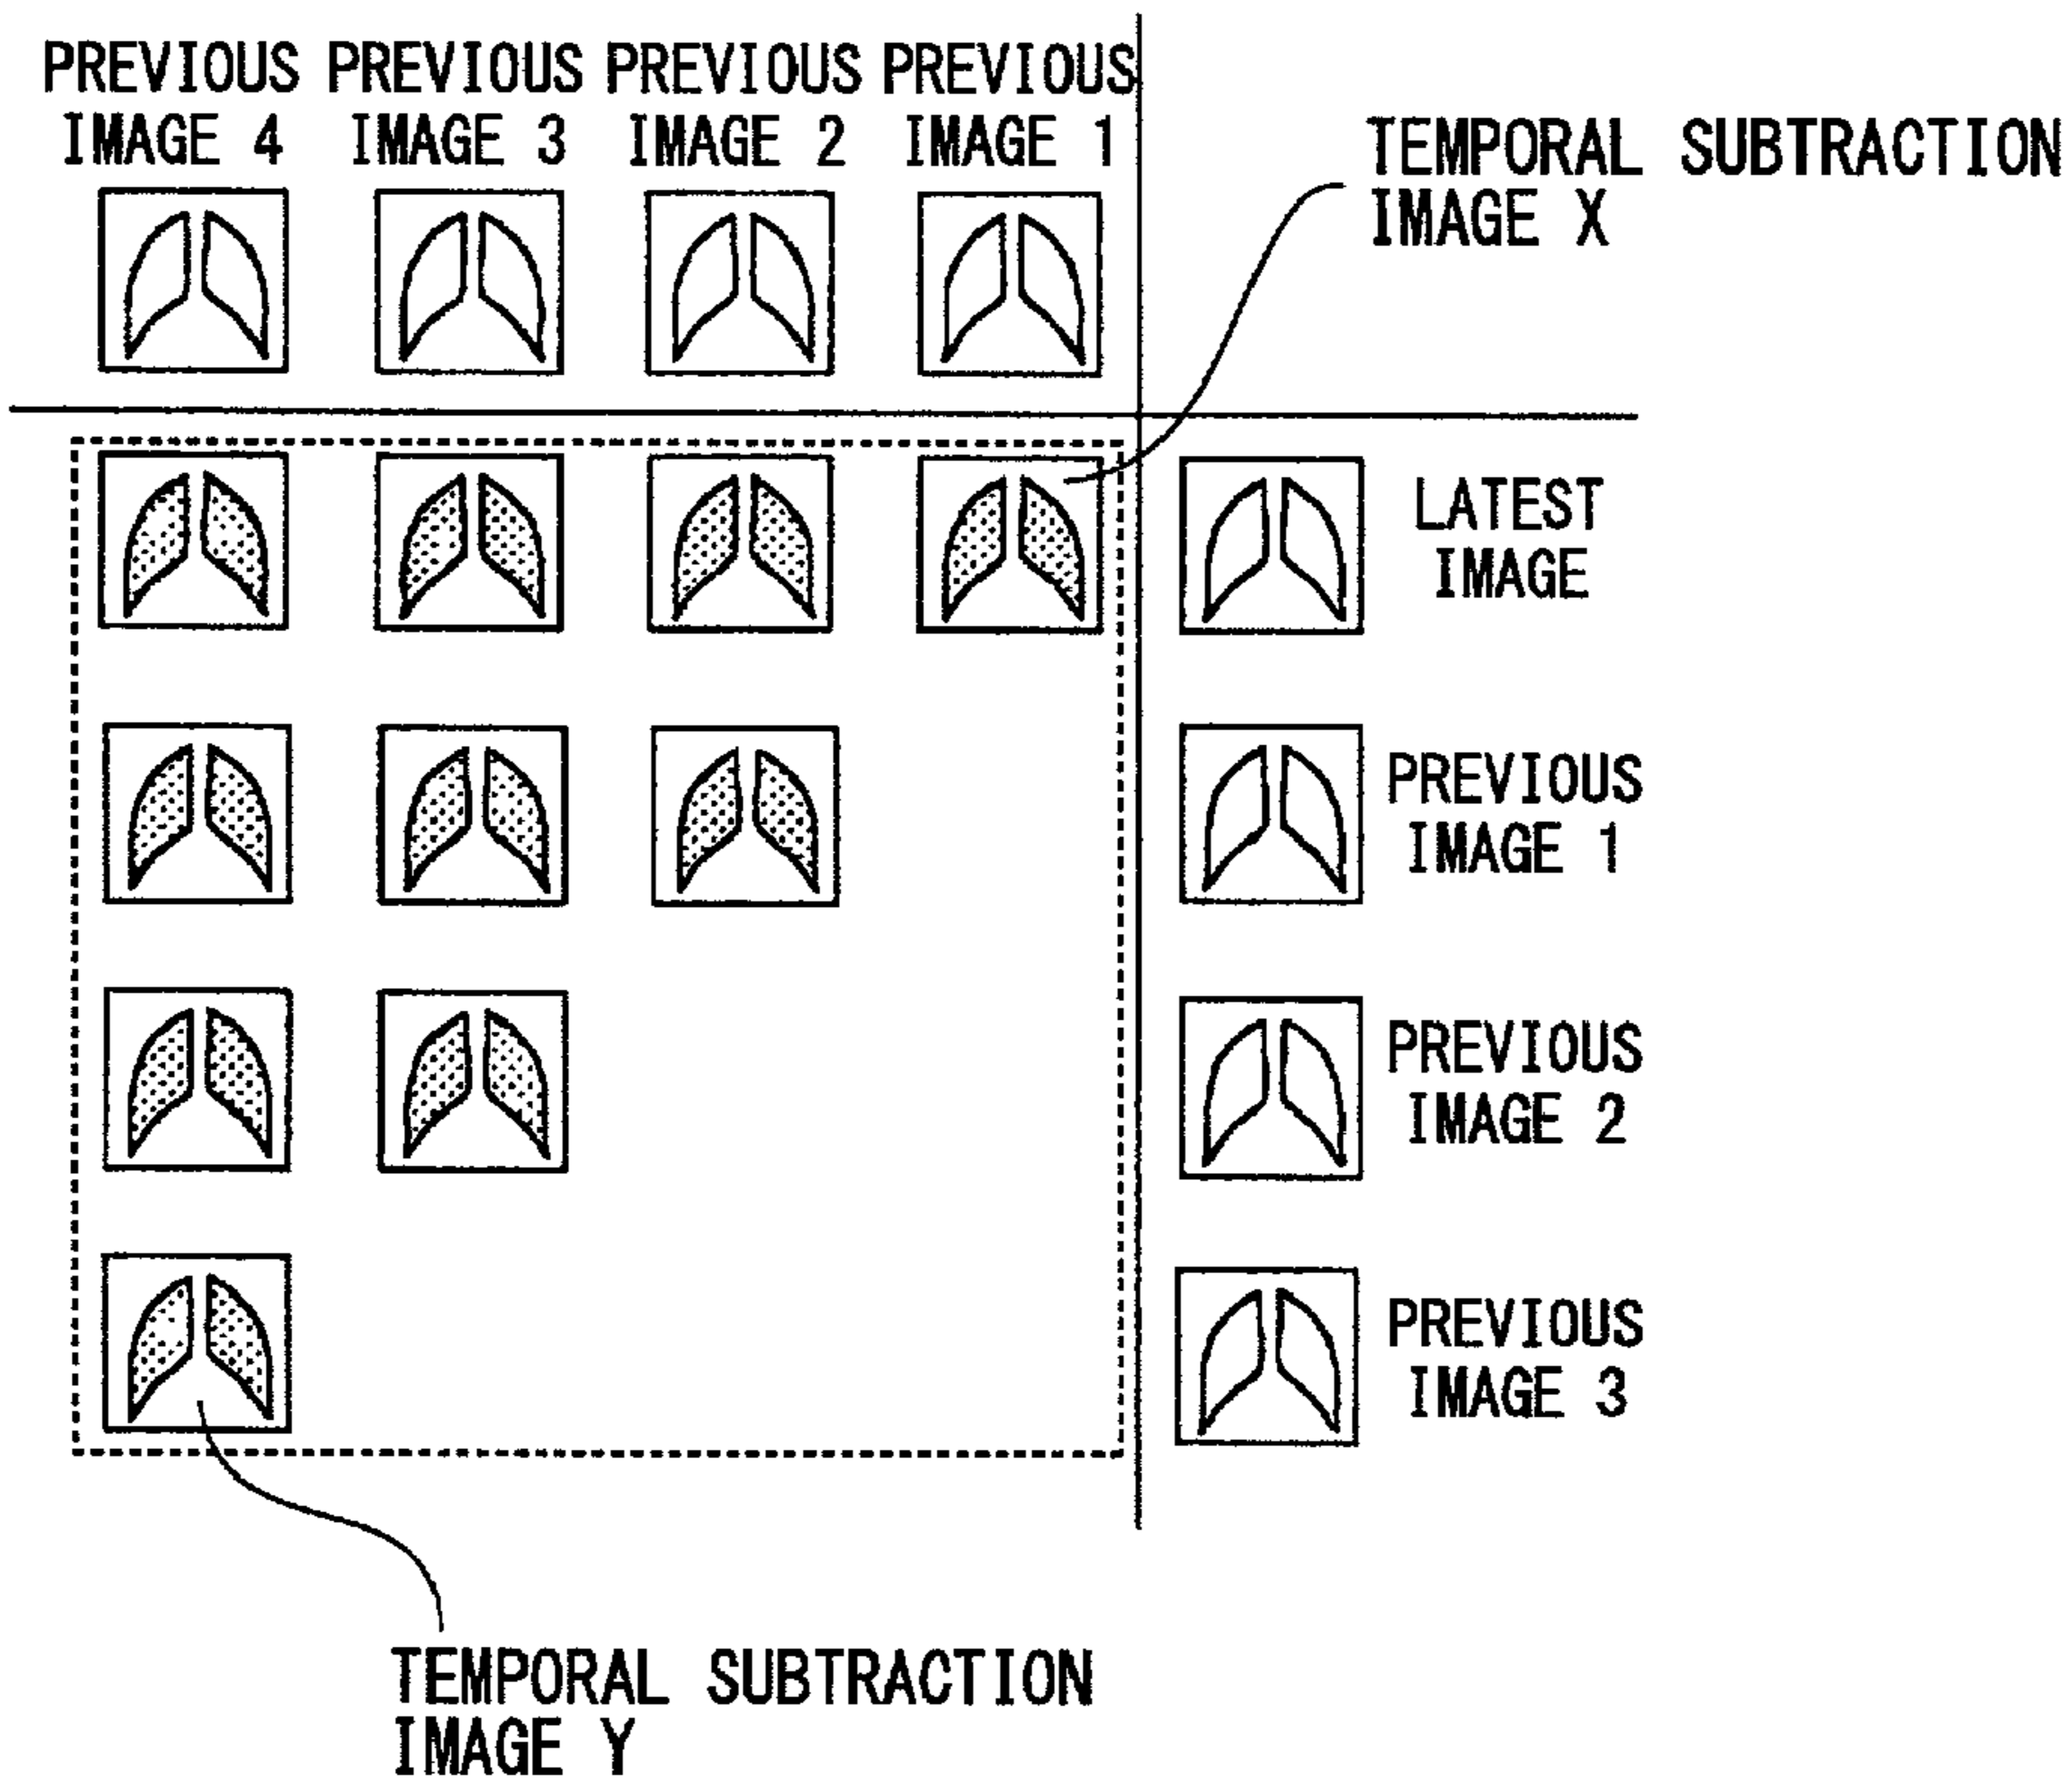 PREVIOUS PREVIOUS PREVIOUS PREVIOUS
IMAGE 4 IMAGE 3 IMAGE 2 IMAGE 1
TEMPORAL SUBTRACTION
IMAGE X
LATEST
IMAGE
PREVIOUS
IMAGE 1
PREVIOUS
IMAGE 2
PREVIOUS
IMAGE 3
TEMPORAL SUBTRACTION
IMAGE Y